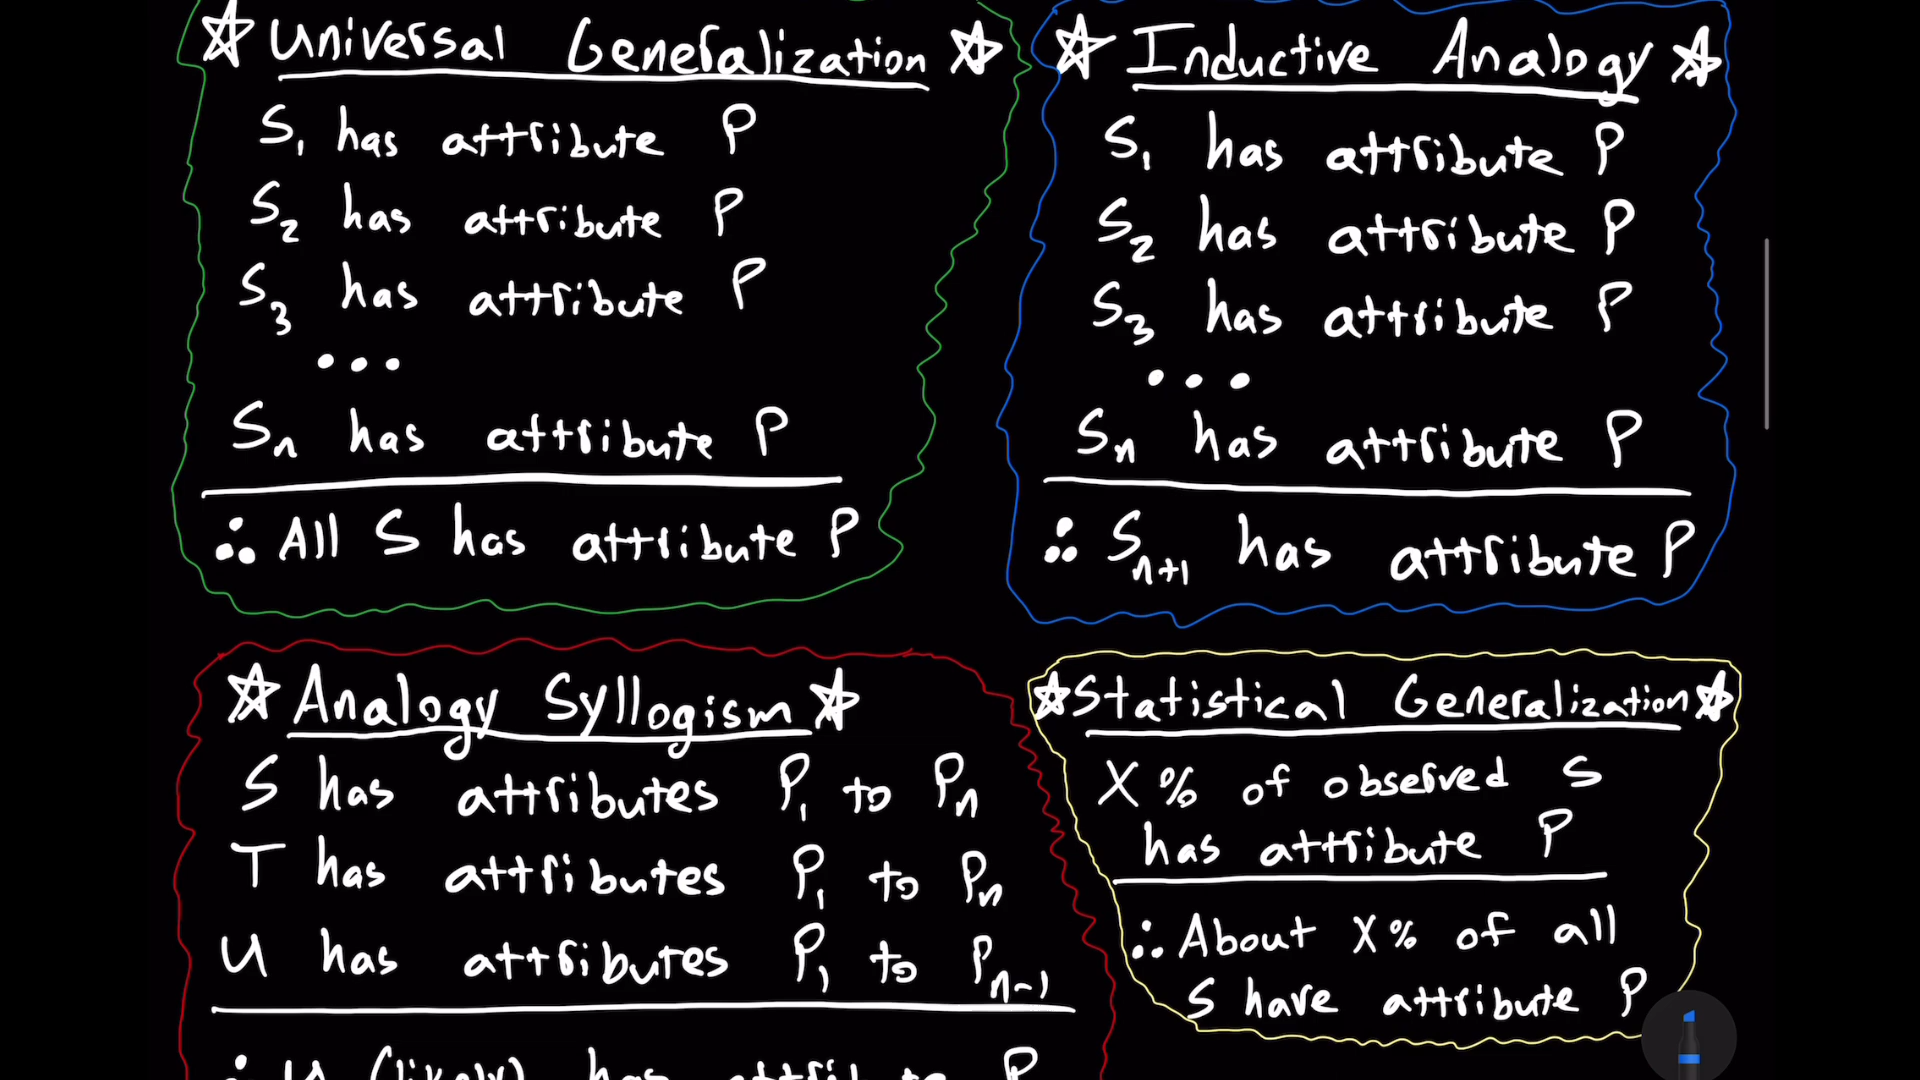 ☆ Universal Generalization ☆
S₁ has attribute P
S₂ has attribute P
S₃ has attribute P
...
Sₙ has attribute P
∴ All S has attribute P
☆ Inductive Analogy ☆
S₁ has attribute P
S₂ has attribute P
S₃ has attribute P
...
Sₙ has attribute P
∴ Sₙ₊₁ has attribute P
☆ Analogy Syllogism ☆
S has attributes P₁ to Pₙ
T has attributes P₁ to Pₙ
U has attributes P₁ to Pₙ₋₁
∴ U (likely) has P
☆ Statistical Generalization ☆
X% of observed S
has attribute P
∴ About X% of all
S have attribute P